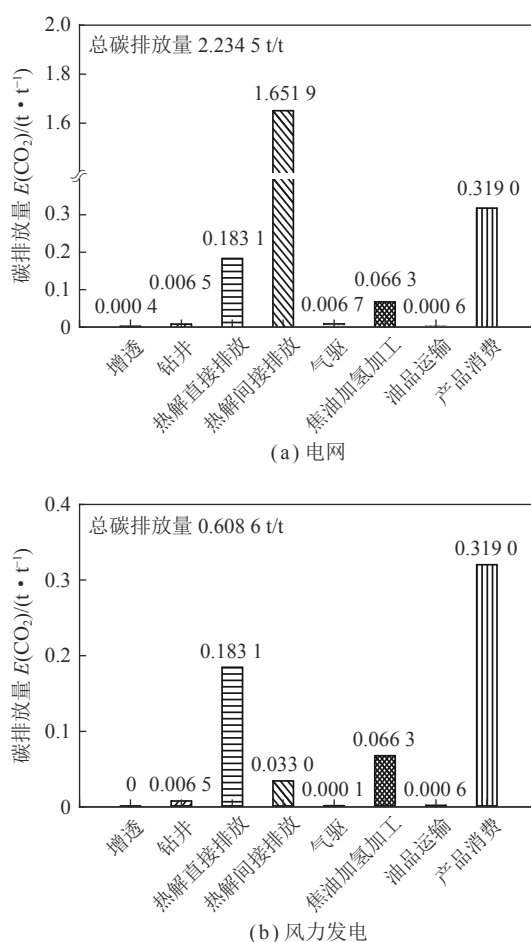 2.0
总碳排放量 2.234 5 t/t
1.651 9
1.6
碳排放量 E(CO₂)/(t·t⁻¹)
0.3
0.319 0
0.2
0.183 1
0.1
0.000 4
0.006 5
0.006 7
0.066 3
0.000 6
0
增透
钻井
热解直接排放
热解间接排放
气驱
焦油加氢加工
油品运输
产品消费
(a) 电网
0.4
总碳排放量 0.608 6 t/t
0.319 0
0.3
碳排放量 E(CO₂)/(t·t⁻¹)
0.2
0.183 1
0.1
0
0.006 5
0.033 0
0.000 1
0.066 3
0.000 6
0
增透
钻井
热解直接排放
热解间接排放
气驱
焦油加氢加工
油品运输
产品消费
(b) 风力发电